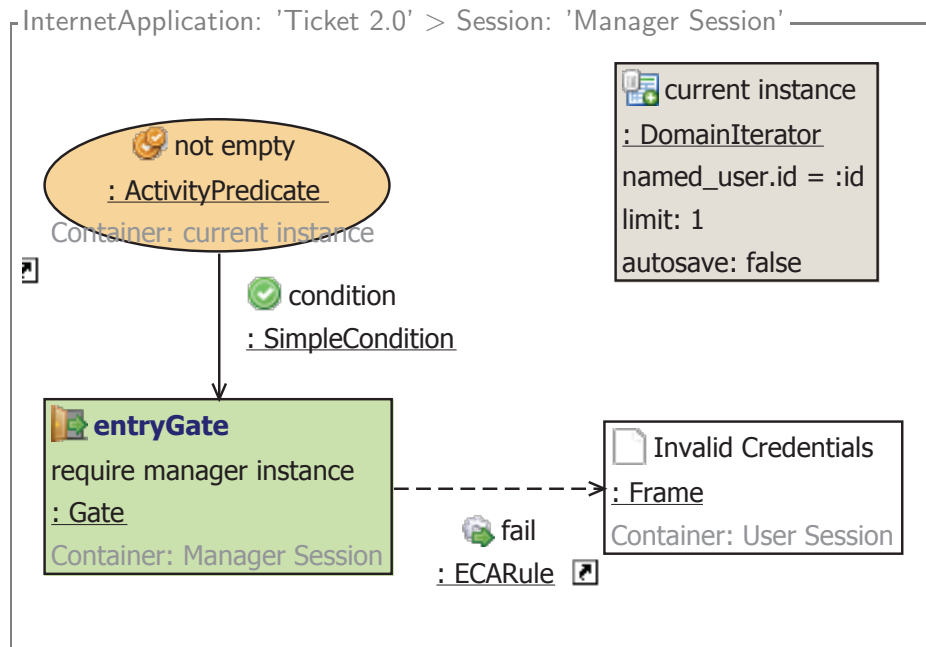 InternetApplication: 'Ticket 2.0' > Session: 'Manager Session'
current instance
: DomainIterator
named_user.id = :id
limit: 1
autosave: false
not empty
: ActivityPredicate
Container: current instance
condition
: SimpleCondition
entryGate
require manager instance
: Gate
Container: Manager Session
fail
: ECARule
Invalid Credentials
: Frame
Container: User Session